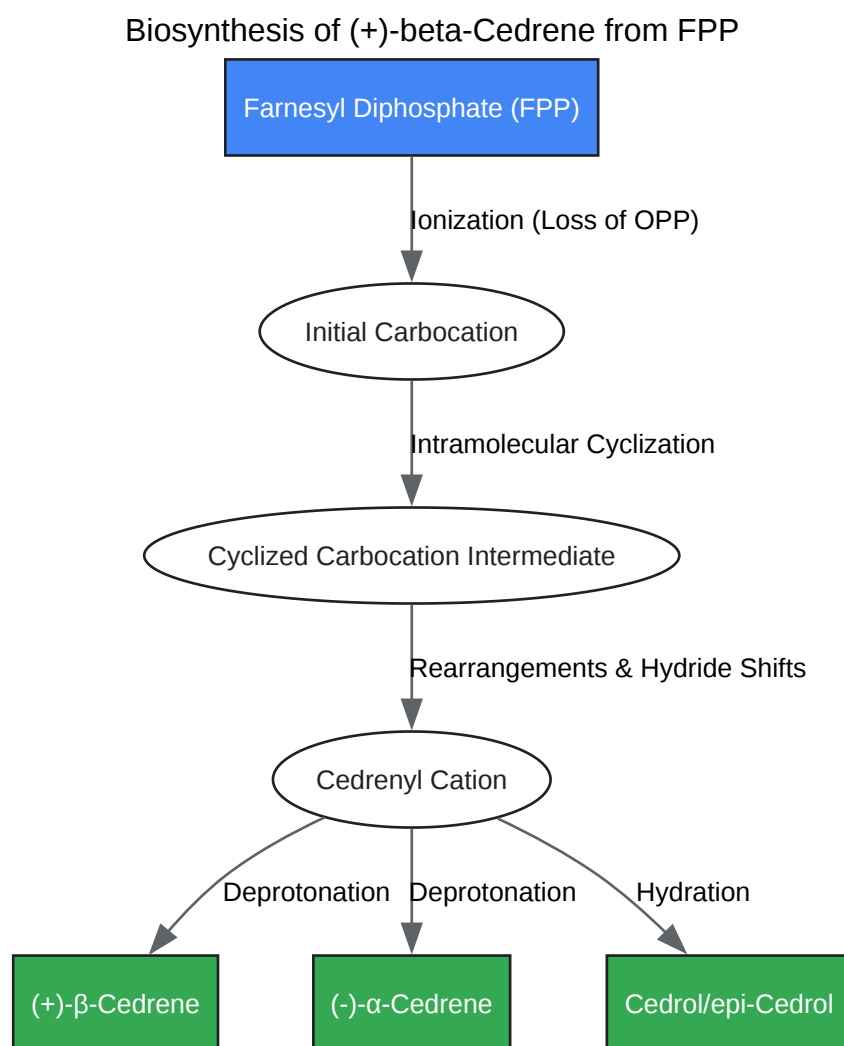 Biosynthesis of (+)-beta-Cedrene from FPP
Farnesyl Diphosphate (FPP)
Ionization (Loss of OPP)
Initial Carbocation
Intramolecular Cyclization
Cyclized Carbocation Intermediate
Rearrangements & Hydride Shifts
Cedrenyl Cation
Deprotonation
Deprotonation
Hydration
(+)-β-Cedrene
(-)-α-Cedrene
Cedrol/epi-Cedrol